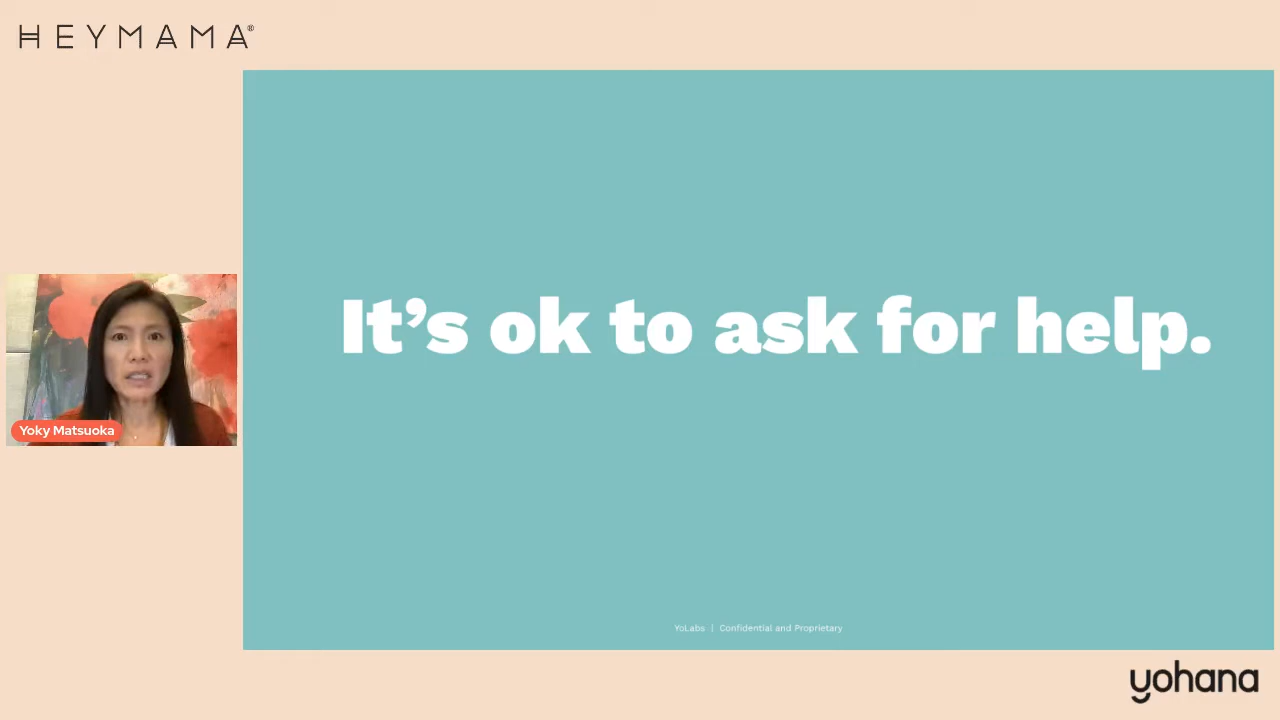 HEYMAMA®
It's ok to ask for help.
Yoky Matsuoka
YoLabs | Confidential and Proprietary
yohana